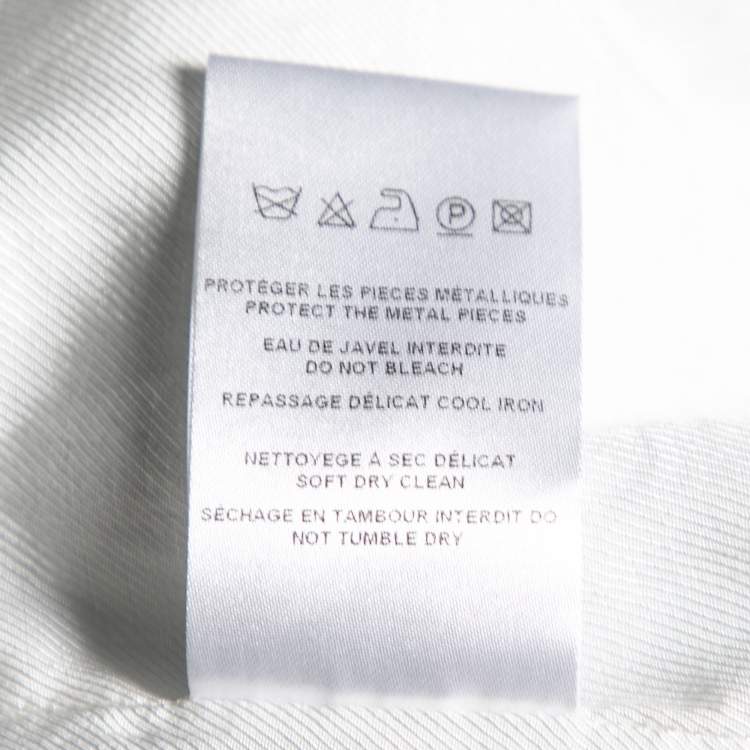 P
PROTÉGER LES PIECES MÉTALLIQUES
PROTECT THE METAL PIECES
EAU DE JAVEL INTERDITE
DO NOT BLEACH
REPASSAGE DÉLICAT COOL IRON
NETTOYEGE À SEC DÉLICAT
SOFT DRY CLEAN
SÉCHAGE EN TAMBOUR INTERDIT DO
NOT TUMBLE DRY